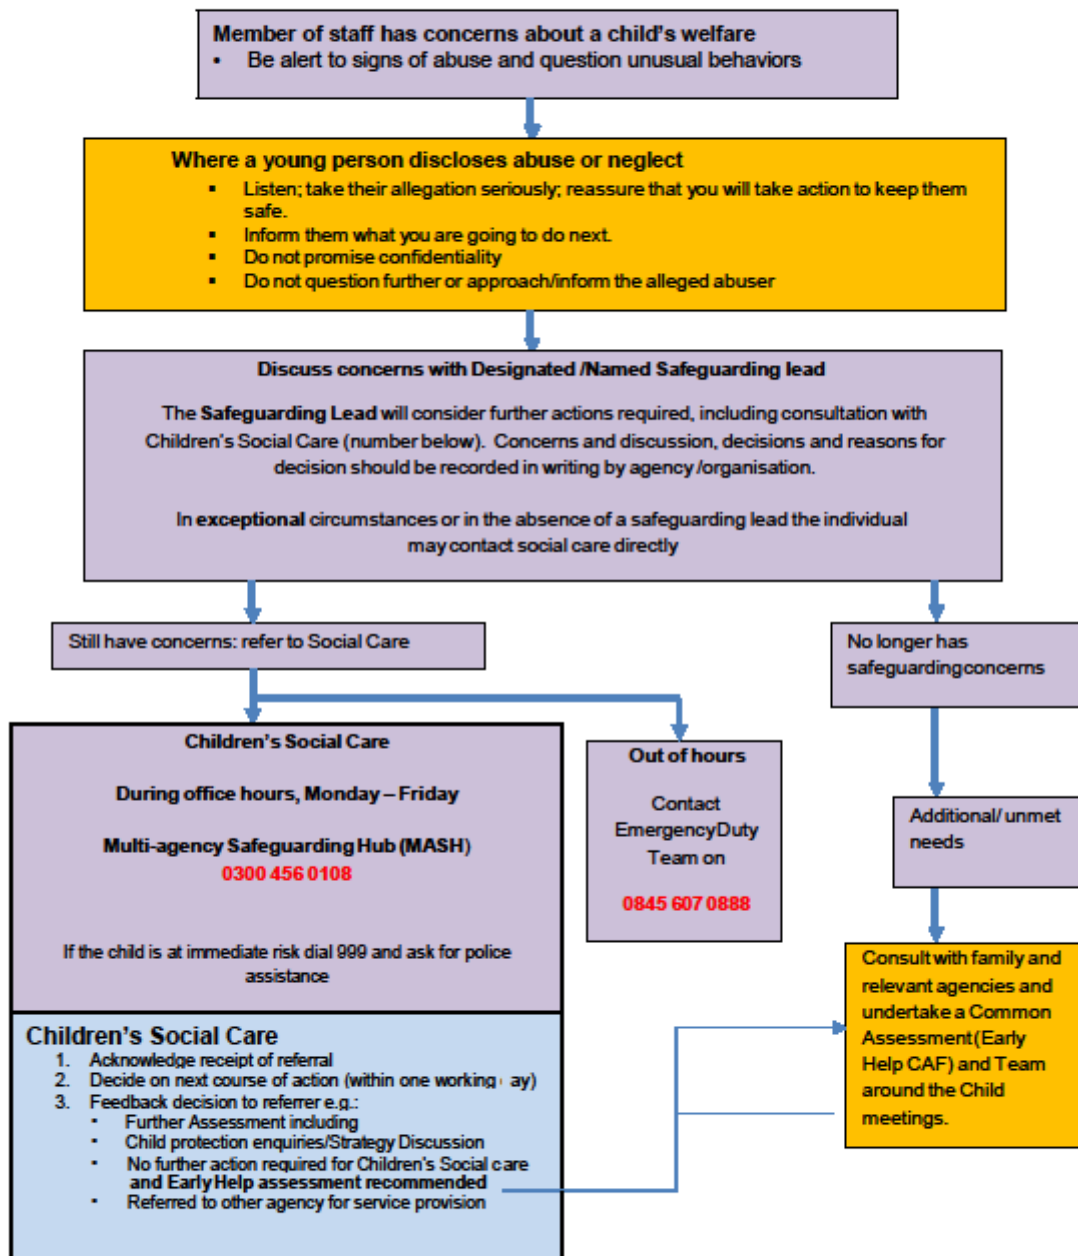 Member of staff has concerns about a child's welfare
• Be alert to signs of abuse and question unusual behaviors
Where a young person discloses abuse or neglect
▪ Listen; take their allegation seriously; reassure that you will take action to keep them
safe.
▪ Inform them what you are going to do next.
▪ Do not promise confidentiality
▪ Do not question further or approach/inform the alleged abuser
Discuss concerns with Designated /Named Safeguarding lead
The Safeguarding Lead will consider further actions required, including consultation with
Children's Social Care (number below). Concerns and discussion, decisions and reasons for
decision should be recorded in writing by agency /organisation.
In exceptional circumstances or in the absence of a safeguarding lead the individual
may contact social care directly
Still have concerns: refer to Social Care
No longer has
safeguarding concerns
Children's Social Care
During office hours, Monday – Friday
Multi-agency Safeguarding Hub (MASH)
0300 456 0108
If the child is at immediate risk dial 999 and ask for police
assistance
Out of hours
Contact
Emergency Duty
Team on
0845 607 0888
Additional/ unmet
needs
Consult with family and
relevant agencies and
undertake a Common
Assessment (Early
Help CAF) and Team
around the Child
meetings.
Children's Social Care
1. Acknowledge receipt of referral
2. Decide on next course of action (within one working ay)
3. Feedback decision to referrer e.g.:
▪ Further Assessment including
▪ Child protection enquiries/Strategy Discussion
▪ No further action required for Children's Social care
and Early Help assessment recommended
▪ Referred to other agency for service provision